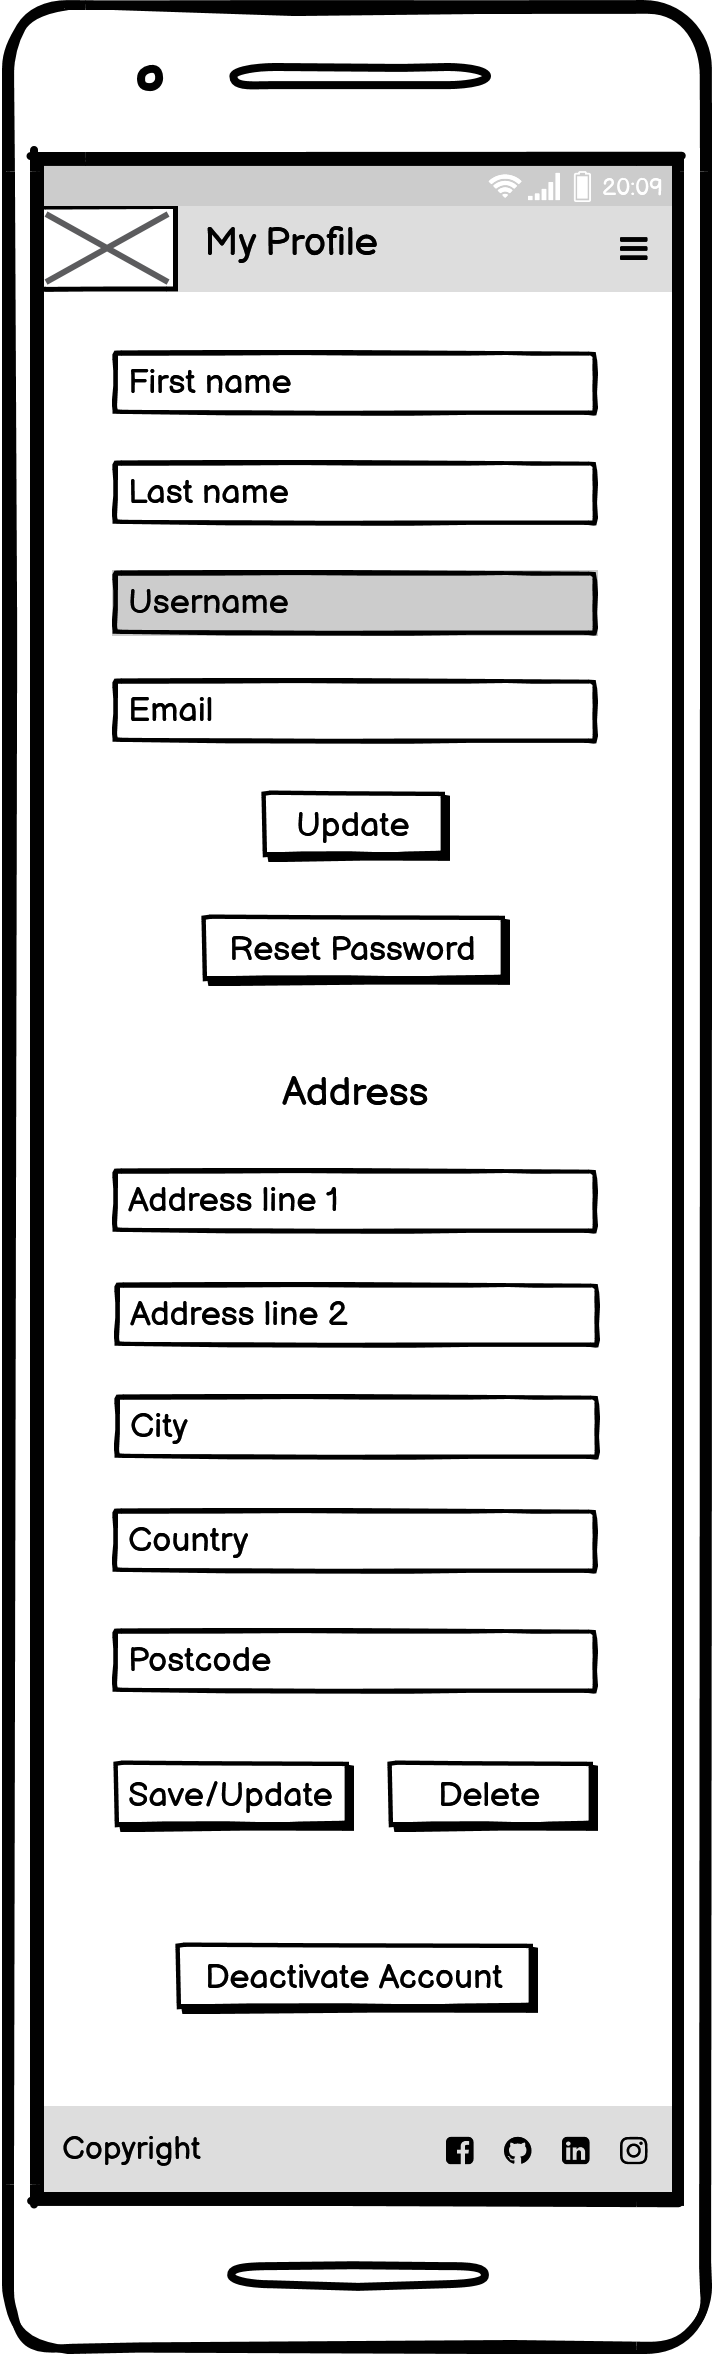 20:09
My Profile
First name
Last name
Username
Email
Update
Reset Password
Address
Address line 1
Address line 2
City
Country
Postcode
Save/Update Delete
Deactivate Account
Copyright